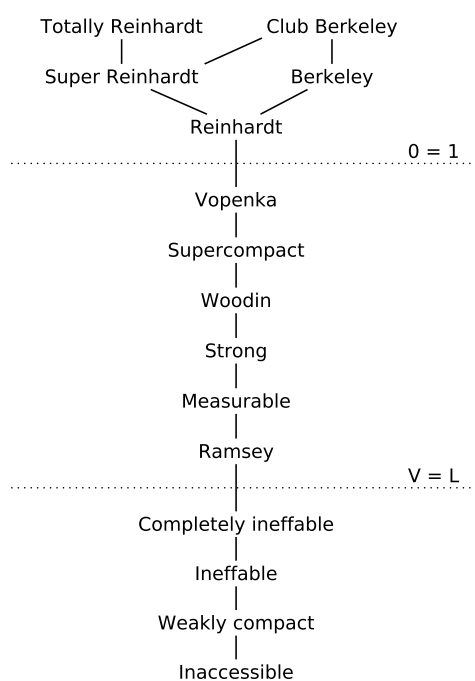 Totally Reinhardt
Club Berkeley
Super Reinhardt
Berkeley
Reinhardt
0 = 1
Vopenka
Supercompact
Woodin
Strong
Measurable
Ramsey
V = L
Completely ineffable
Ineffable
Weakly compact
Inaccessible